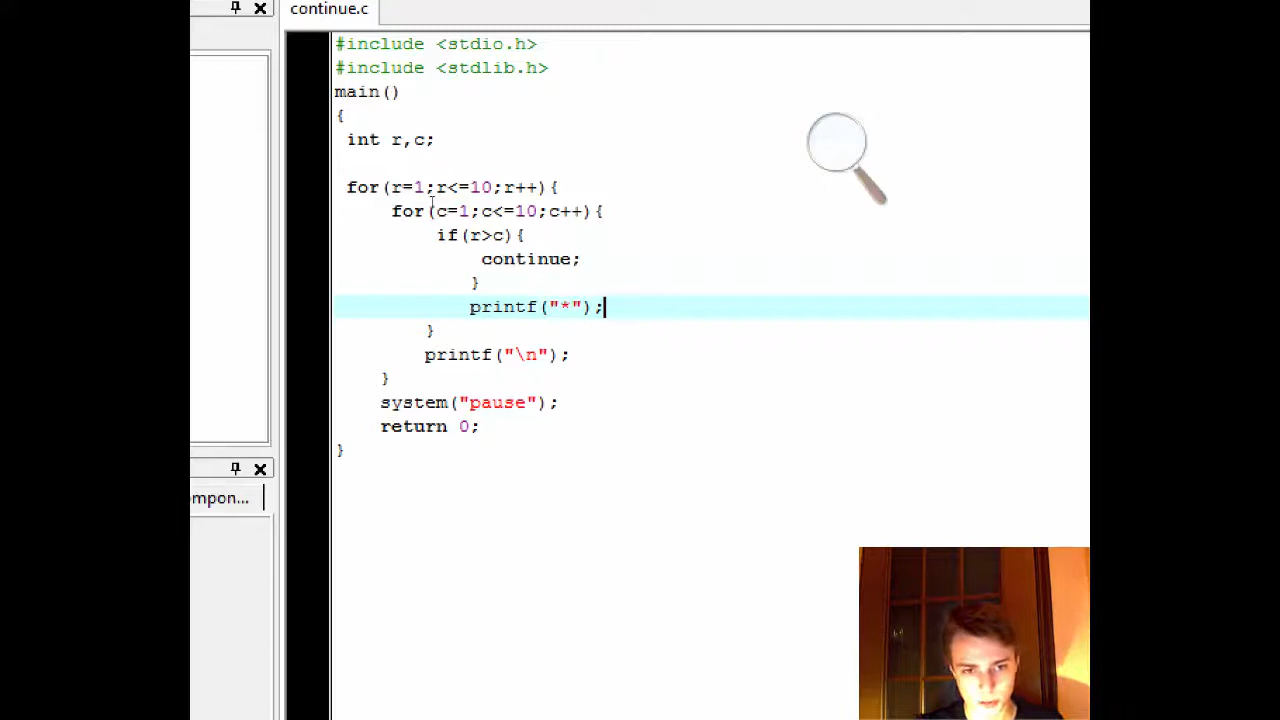 continue.c
#include <stdio.h>
#include <stdlib.h>
main()
{
int r,c;
for(r=1;r<=10;r++){
for(c=1;c<=10;c++){
if(r>c){
continue;
}
printf("*");
}
printf("\n");
}
system("pause");
return 0;
}
ompon...